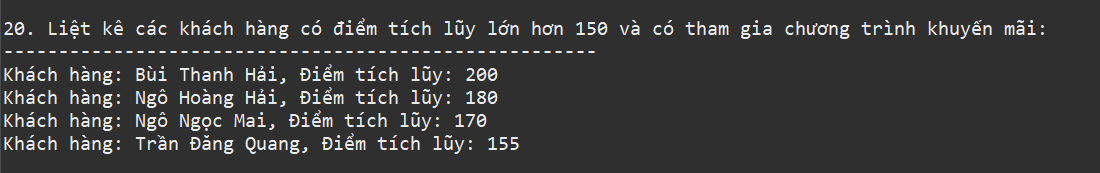 20. Liệt kê các khách hàng có điểm tích lũy lớn hơn 150 và có tham gia chương trình khuyến mãi:
------------------------------------------------------
Khách hàng: Bùi Thanh Hải, Điểm tích lũy: 200
Khách hàng: Ngô Hoàng Hải, Điểm tích lũy: 180
Khách hàng: Ngô Ngọc Mai, Điểm tích lũy: 170
Khách hàng: Trần Đăng Quang, Điểm tích lũy: 155